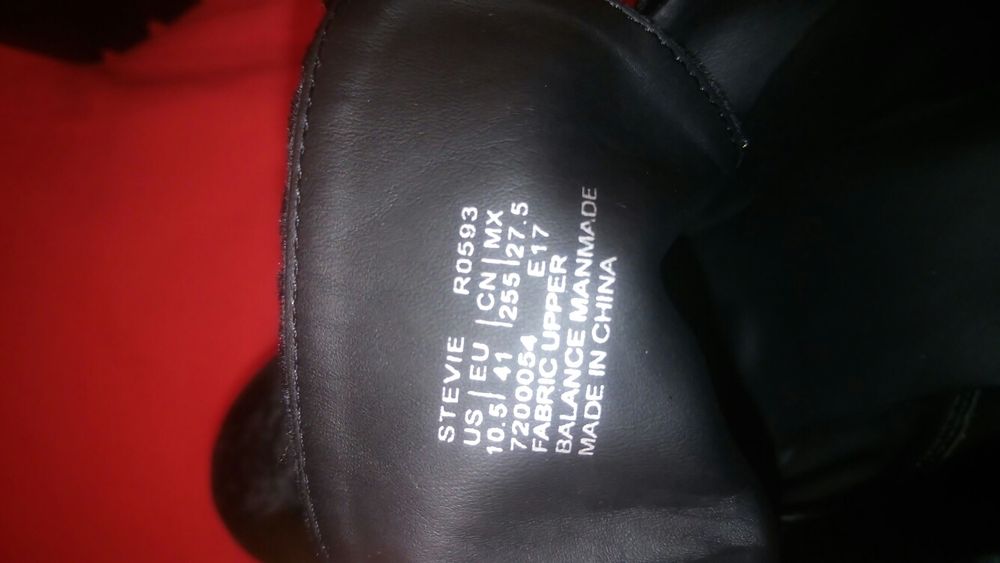 STEVIE R0593
US | EU | CN | MX
10.5 | 41 | 255 | 27.5
7200054 E17
FABRIC UPPER
BALANCE MANMADE
MADE IN CHINA